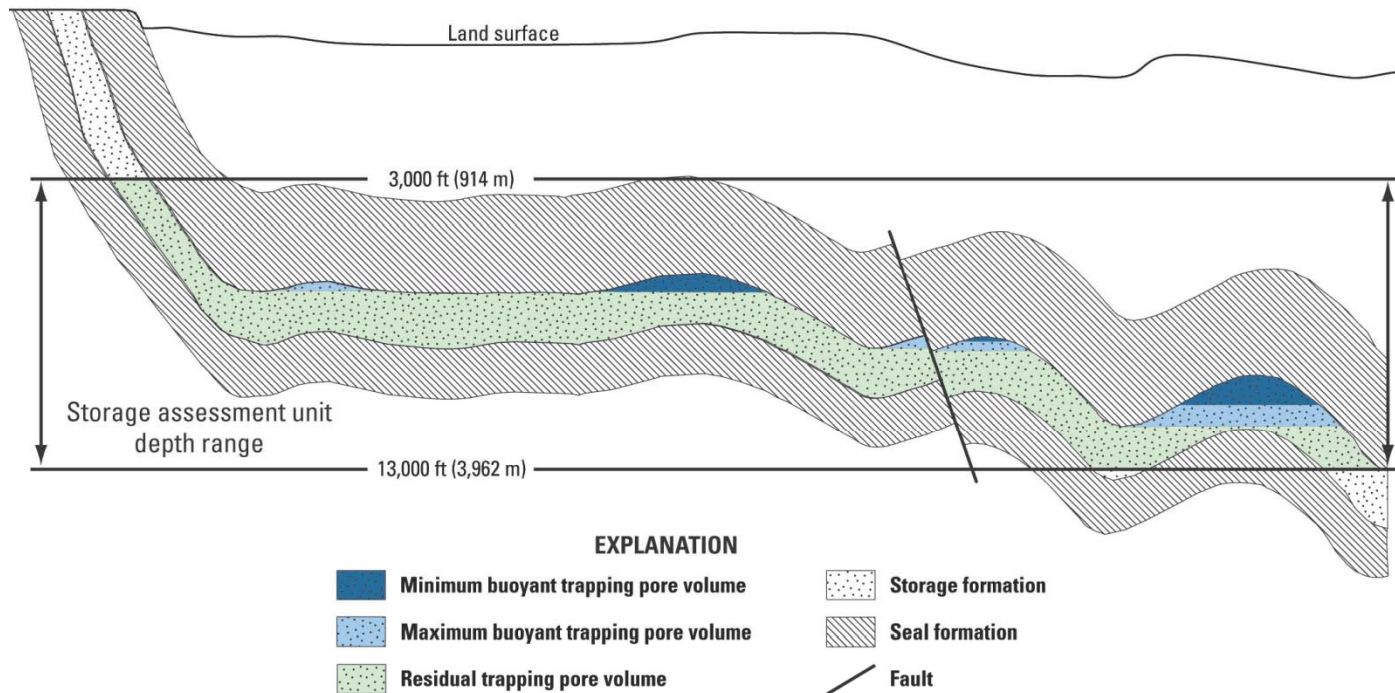 Land surface
3,000 ft (914 m)
Storage assessment unit
depth range
13,000 ft (3,962 m)
EXPLANATION
Minimum buoyant trapping pore volume
Maximum buoyant trapping pore volume
Residual trapping pore volume
Storage formation
Seal formation
Fault